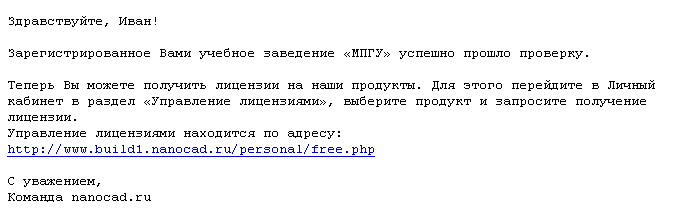 Здравствуйте, Иван!
Зарегистрированное Вами учебное заведение «МПГУ» успешно прошло проверку.
Теперь Вы можете получить лицензии на наши продукты. Для этого перейдите в Личный
кабинет в раздел «Управление лицензиями», выберите продукт и запросите получение
лицензии.
Управление лицензиями находится по адресу:
http://www.build1.nanocad.ru/personal/free.php
С уважением,
Команда nanocad.ru